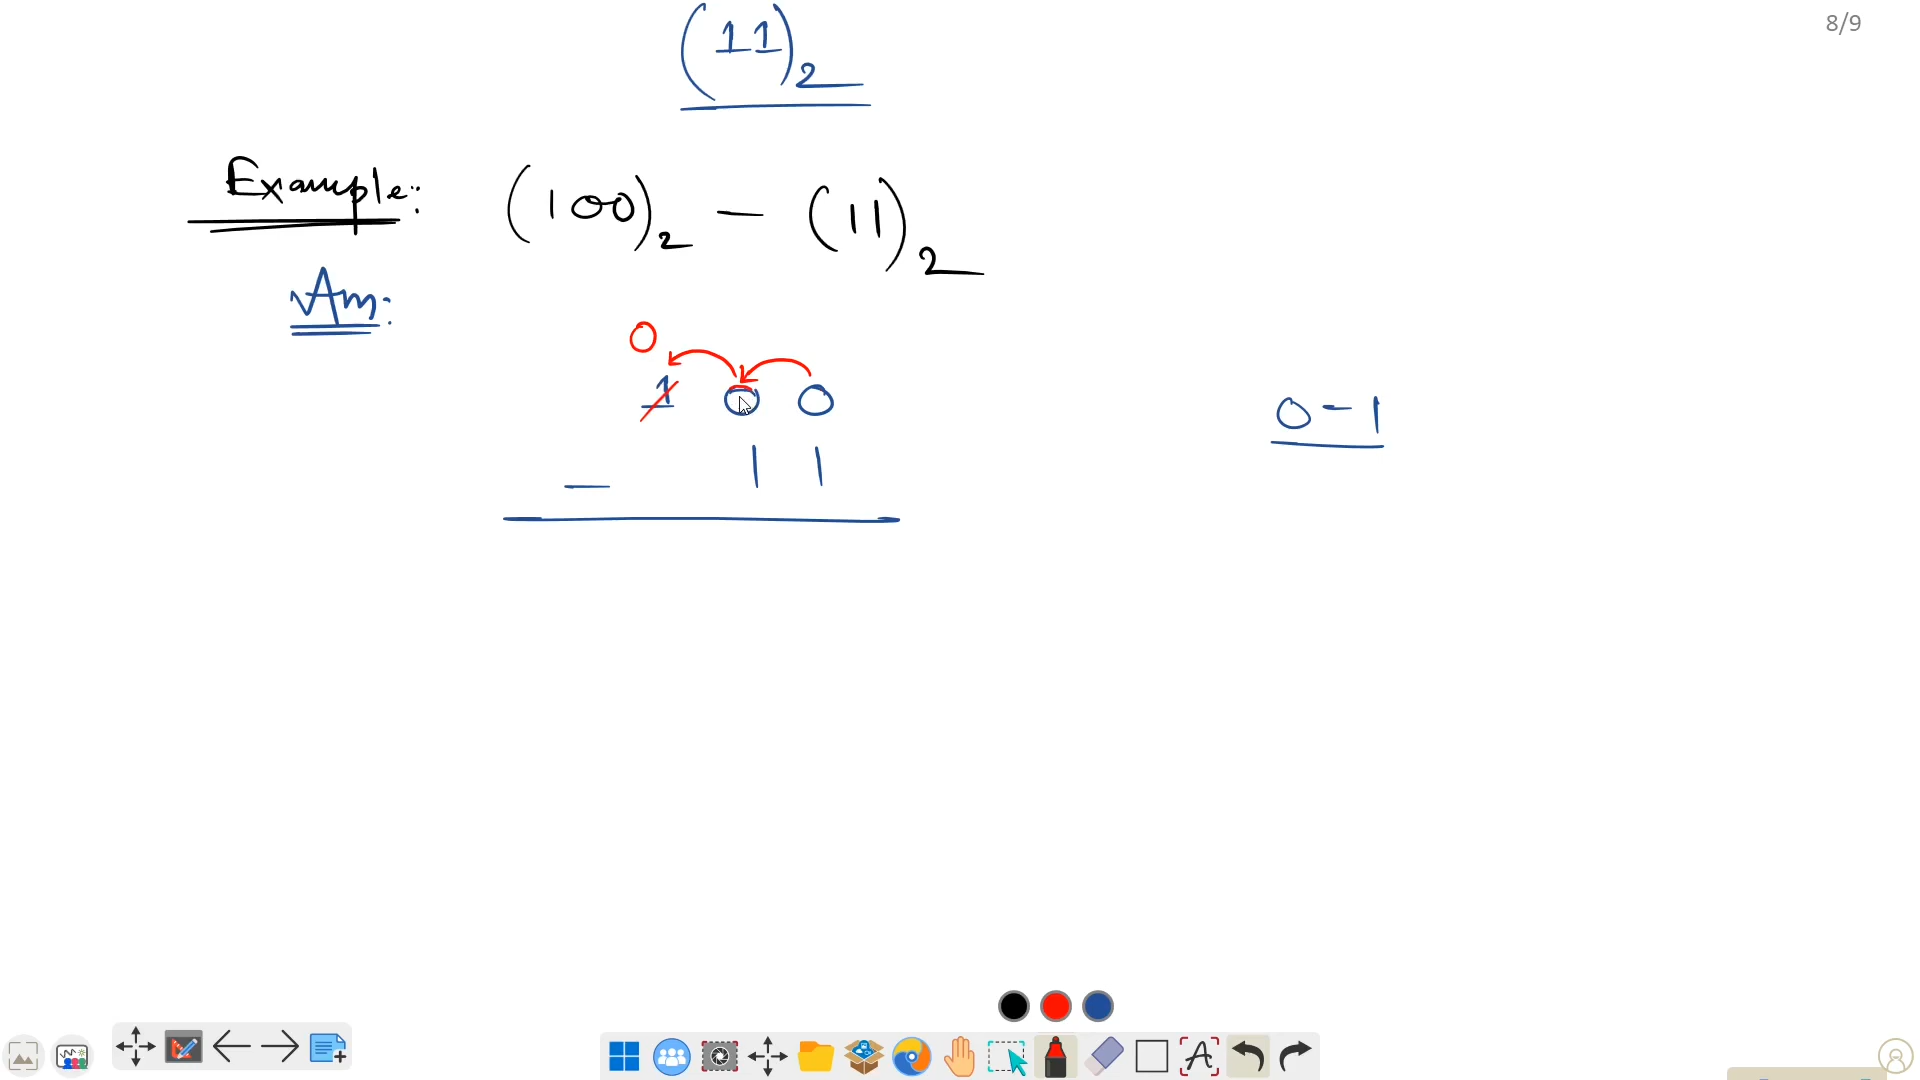 8/9
(11)2
Example:
(100)2 - (11)2
Ans:
0
1 0 0
0 - 1
- 1 1